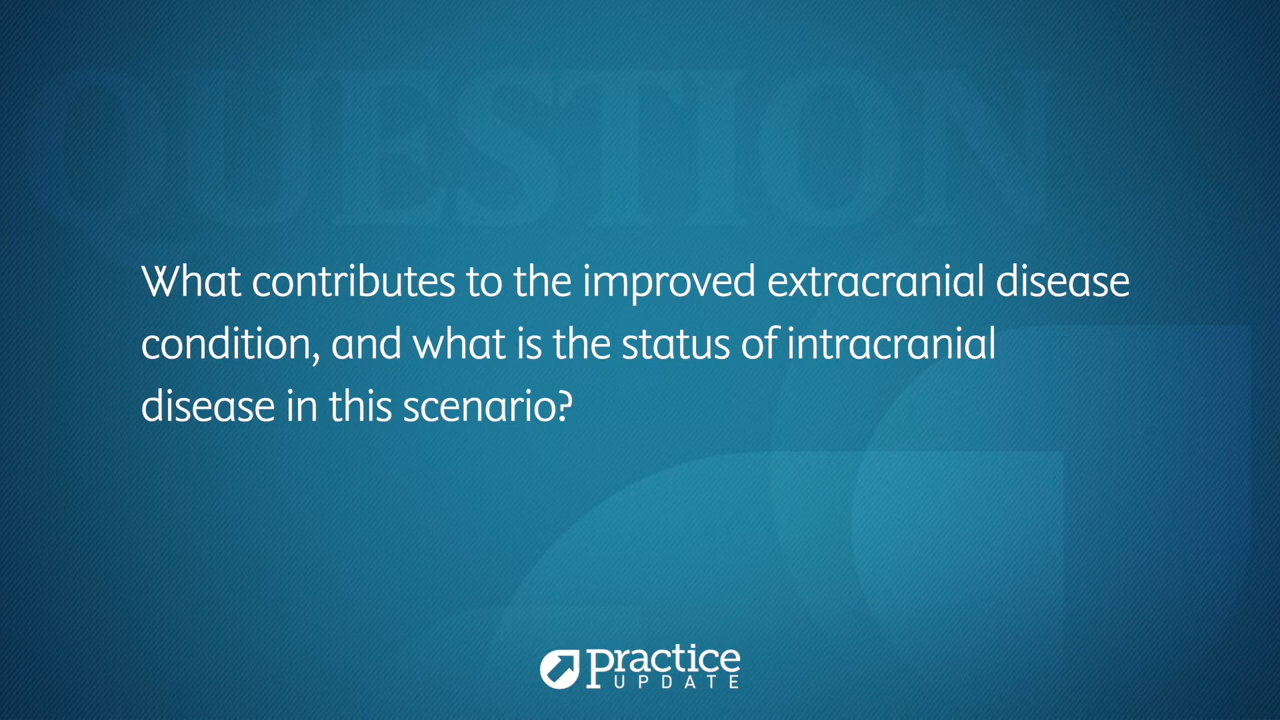 QUESTION
What contributes to the improved extracranial disease
condition, and what is the status of intracranial
disease in this scenario?
Practice
UPDATE